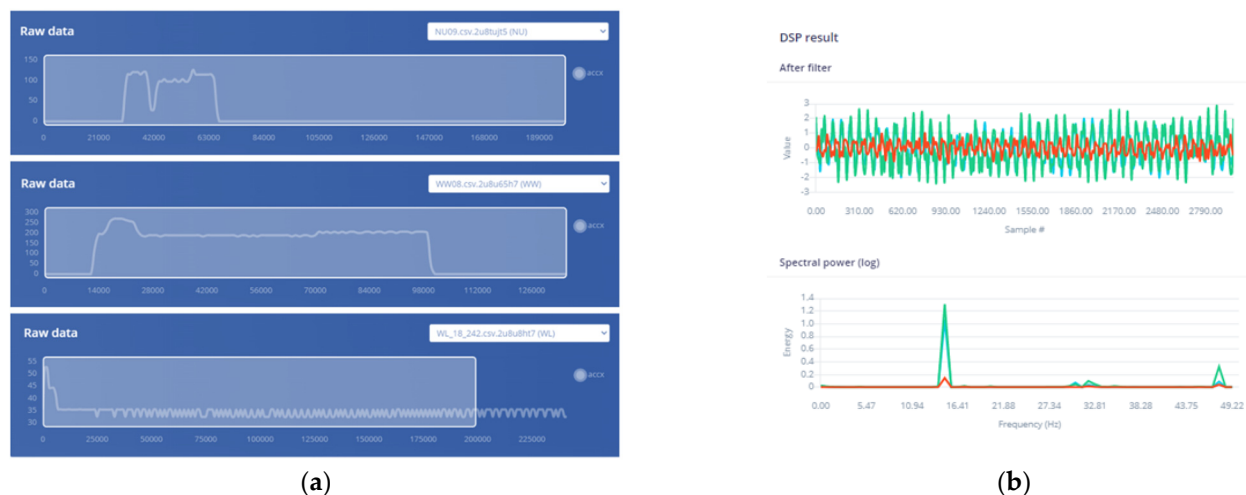 Raw data
NU09.csv.2u8tujt5 (NU)
150
100
50
0
accx
0 21000 42000 63000 84000 105000 126000 147000 168000 189000
Raw data
WW08.csv.2u8u65h7 (WW)
300
250
200
150
100
50
0
accx
0 14000 28000 42000 56000 70000 84000 98000 112000 126000
Raw data
WL_18_242.csv.2u8u8ht7 (WL)
55
50
45
40
35
30
accx
0 25000 50000 75000 100000 125000 150000 175000 200000 225000
(a)
DSP result
After filter
3
2
1
0
-1
-2
-3
Value
0.00 310.00 620.00 930.00 1240.00 1550.00 1860.00 2170.00 2480.00 2790.00
Sample #
Spectral power (log)
1.4
1.2
1.0
0.8
0.6
0.4
0.2
0
Energy
0.00 5.47 10.94 16.41 21.88 27.34 32.81 38.28 43.75 49.22
Frequency (Hz)
(b)